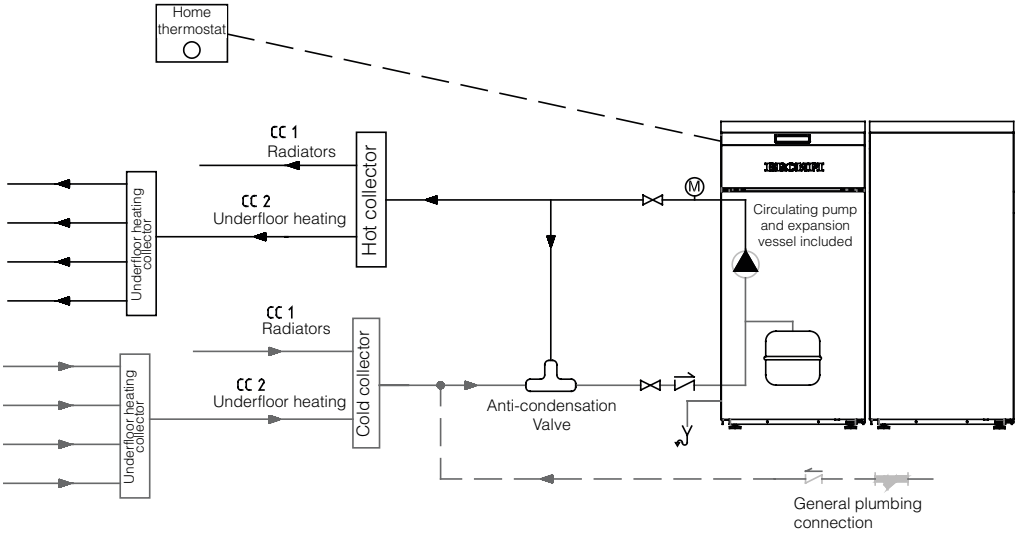 Home
thermostat
CC 1
Radiators
CC 2
Underfloor heating
Hot collector
Underfloor heating
collector
M
Circulating pump
and expansion
vessel included
CC 1
Radiators
CC 2
Underfloor heating
Cold collector
Underfloor heating
collector
Anti-condensation
Valve
General plumbing
connection